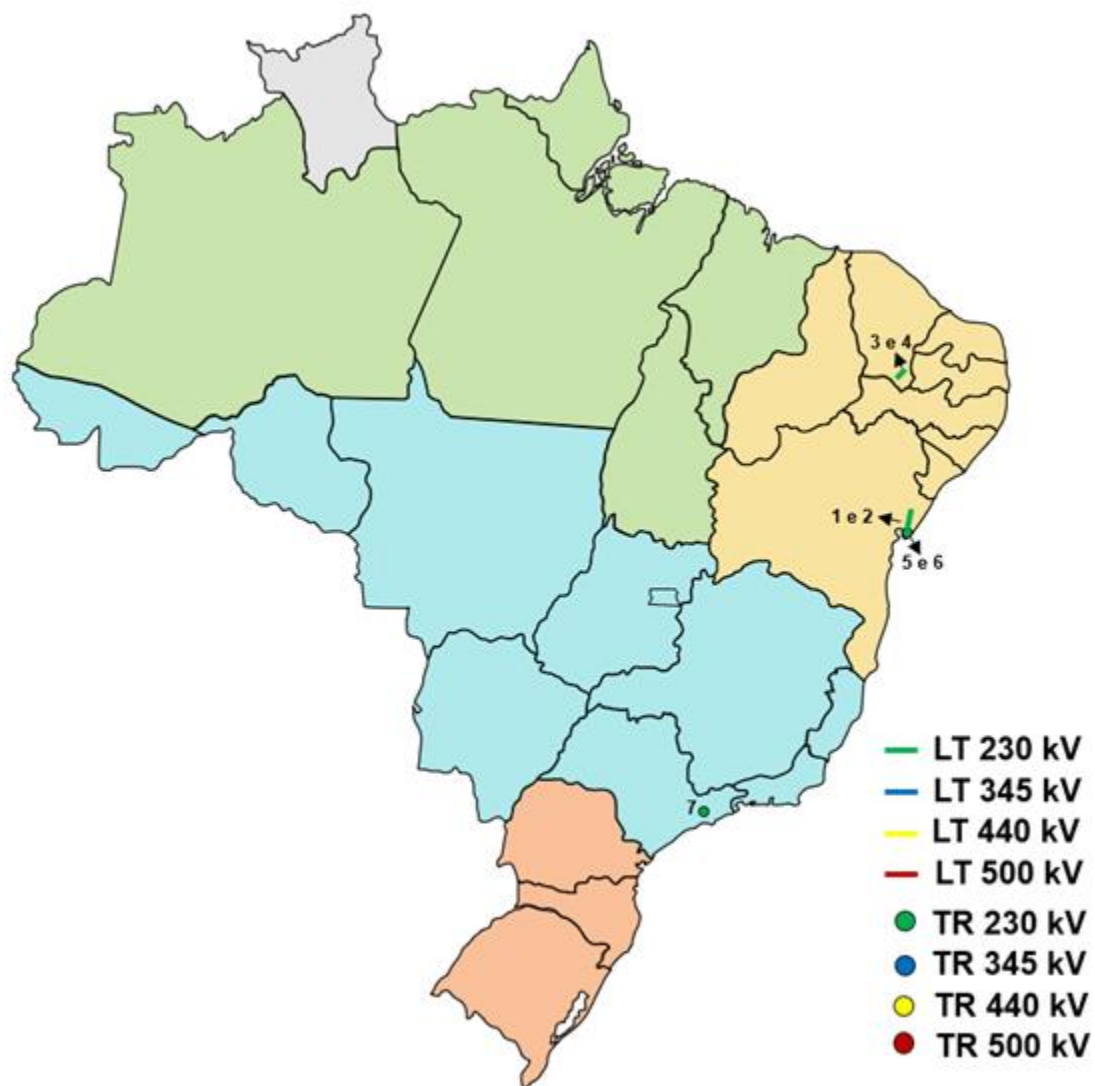 3 e 4
1 e 2
5 e 6
7
LT 230 kV
LT 345 kV
LT 440 kV
LT 500 kV
TR 230 kV
TR 345 kV
TR 440 kV
TR 500 kV